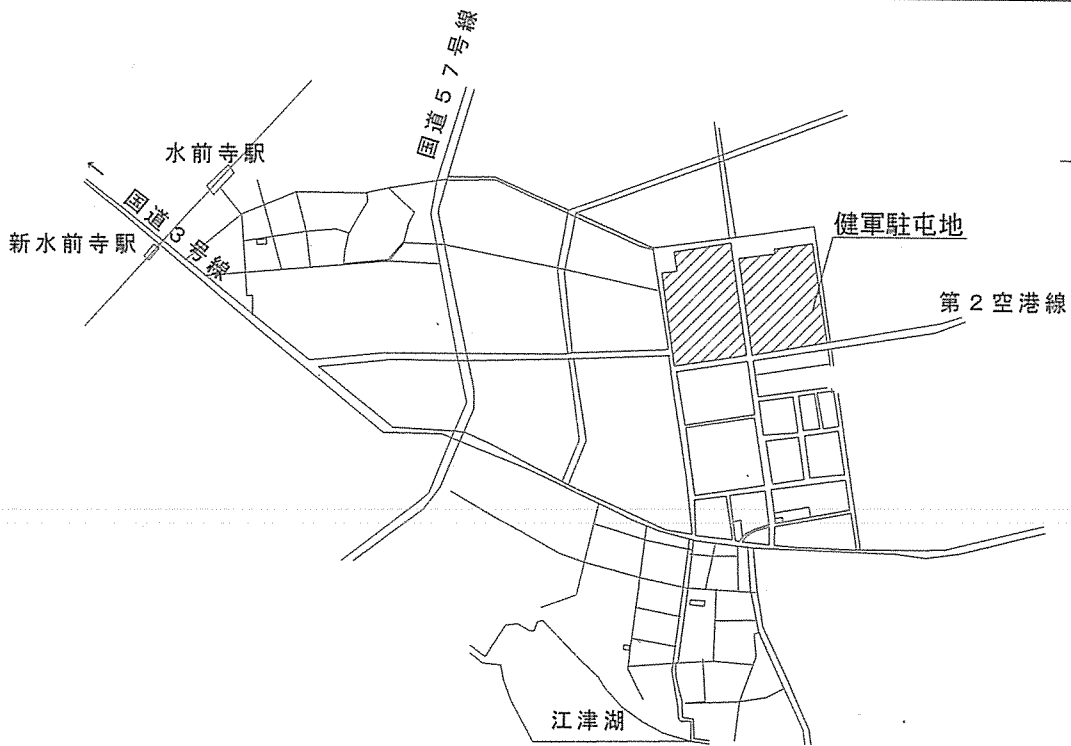 国道57号線
水前寺駅
←
国道3号線
新水前寺駅
健軍駐屯地
第2空港線
江津湖